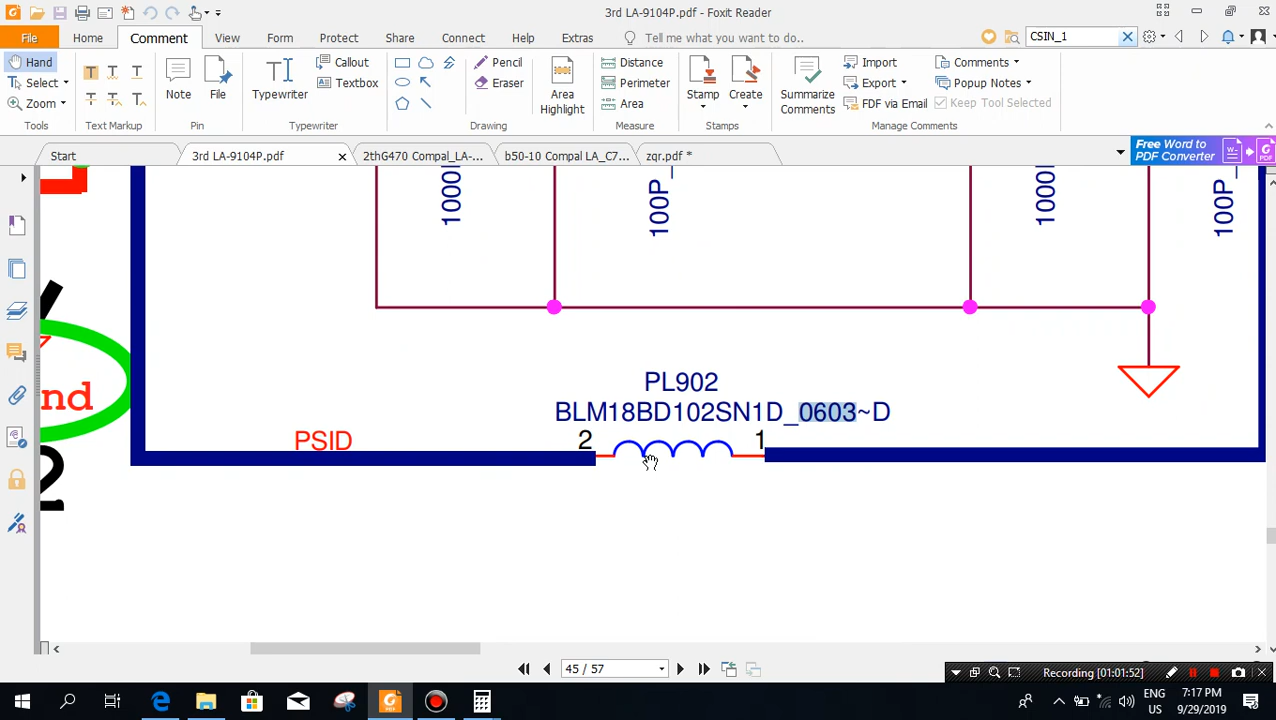 3rd LA-9104P.pdf - Foxit Reader
File
Home
Comment
View
Form
Protect
Share
Connect
Help
Extras
Tell me what you want to do..
CSIN_1
Hand
Select
Zoom
Tools
Text Markup
Note
File
Pin
Typewriter
Callout
Textbox
Typewriter
Pencil
Eraser
Drawing
Area
Highlight
Distance
Perimeter
Area
Measure
Stamp
Create
Stamps
Summarize
Comments
Import
Export
FDF via Email
Comments
Popup Notes
Keep Tool Selected
Manage Comments
Start
3rd LA-9104P.pdf
2thG470 Compal_LA-...
b50-10 Compal LA_C7...
zqr.pdf *
Free Word to
PDF Converter
1000
100P_
1000
100P_
nd
2
PL902
BLM18BD102SN1D_0603~D
PSID
2
1
45 / 57
Recording [01:01:52]
ENG
US
7:17 PM
9/29/2019